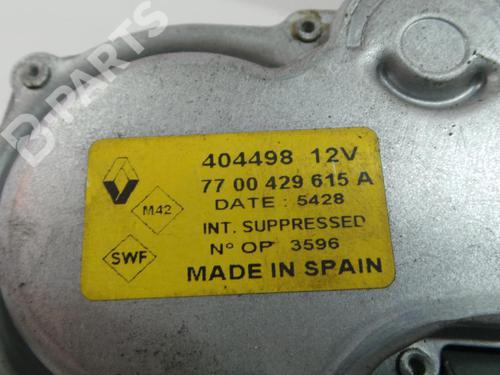 B-PARTS
404498 12V
77 00 429 615 A
M42
DATE : 5428
INT. SUPPRESSED
SWF
N° OP 3596
MADE IN SPAIN